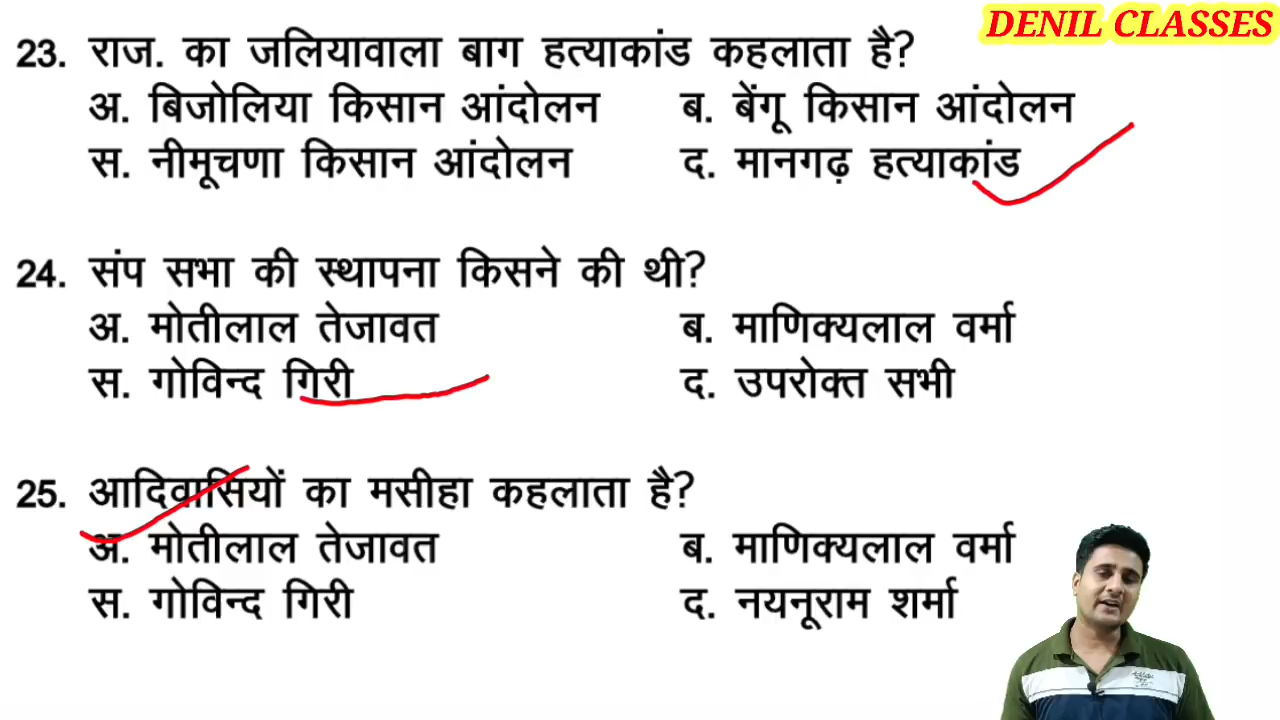 DENIL CLASSES
23. राज. का जलियावाला बाग हत्याकांड कहलाता है?
अ. बिजोलिया किसान आंदोलन ब. बेंगू किसान आंदोलन
स. नीमूचणा किसान आंदोलन द. मानगढ़ हत्याकांड
24. संप सभा की स्थापना किसने की थी?
अ. मोतीलाल तेजावत ब. माणिक्यलाल वर्मा
स. गोविन्द गिरी द. उपरोक्त सभी
25. आदिवासियों का मसीहा कहलाता है?
अ. मोतीलाल तेजावत ब. माणिक्यलाल वर्मा
स. गोविन्द गिरी द. नयनूराम शर्मा